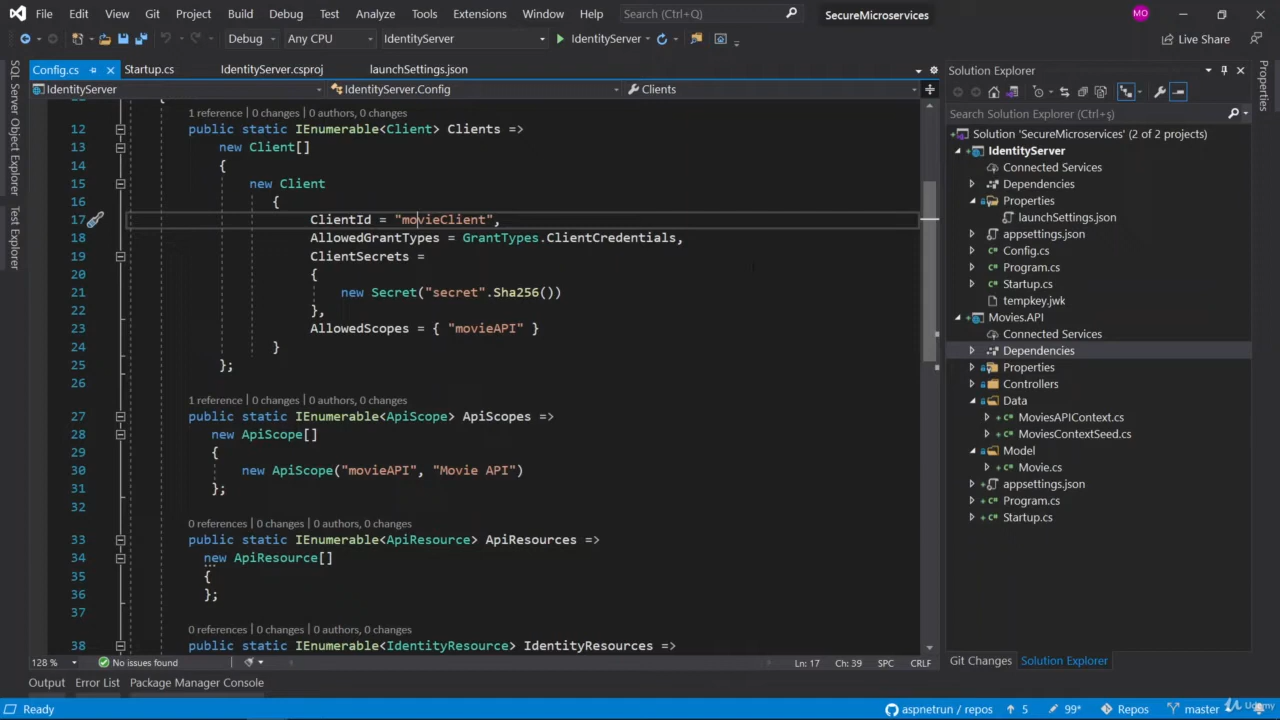 File Edit View Git Project Build Debug Test Analyze Tools Extensions Window Help Search (Ctrl+Q) SecureMicroservices MO
Debug Any CPU IdentityServer IdentityServer Live Share
Config.cs Startup.cs IdentityServer.csproj launchSettings.json
IdentityServer IdentityServer.Config Clients
SQL Server Object Explorer
Test Explorer
1 reference | 0 changes | 0 authors, 0 changes
12 public static IEnumerable<Client> Clients =>
13 new Client[]
14 {
15 new Client
16 {
17 ClientId = "movieClient",
18 AllowedGrantTypes = GrantTypes.ClientCredentials,
19 ClientSecrets =
20 {
21 new Secret("secret".Sha256())
22 },
23 AllowedScopes = { "movieAPI" }
24 }
25 };
26
1 reference | 0 changes | 0 authors, 0 changes
27 public static IEnumerable<ApiScope> ApiScopes =>
28 new ApiScope[]
29 {
30 new ApiScope("movieAPI", "Movie API")
31 };
32
0 references | 0 changes | 0 authors, 0 changes
33 public static IEnumerable<ApiResource> ApiResources =>
34 new ApiResource[]
35 {
36 };
37
0 references | 0 changes | 0 authors, 0 changes
38 public static IEnumerable<IdentityResource> IdentityResources =>
128 % No issues found Ln: 17 Ch: 39 SPC CRLF
Solution Explorer
Search Solution Explorer (Ctrl+ş)
Solution 'SecureMicroservices' (2 of 2 projects)
IdentityServer
Connected Services
Dependencies
Properties
launchSettings.json
appsettings.json
Config.cs
Program.cs
Startup.cs
tempkey.jwk
Movies.API
Connected Services
Dependencies
Properties
Controllers
Data
MoviesAPIContext.cs
MoviesContextSeed.cs
Model
Movie.cs
appsettings.json
Program.cs
Startup.cs
Git Changes Solution Explorer
Properties
Output Error List Package Manager Console
Ready aspnetrun / repos 5 99* Repos master
Udemy